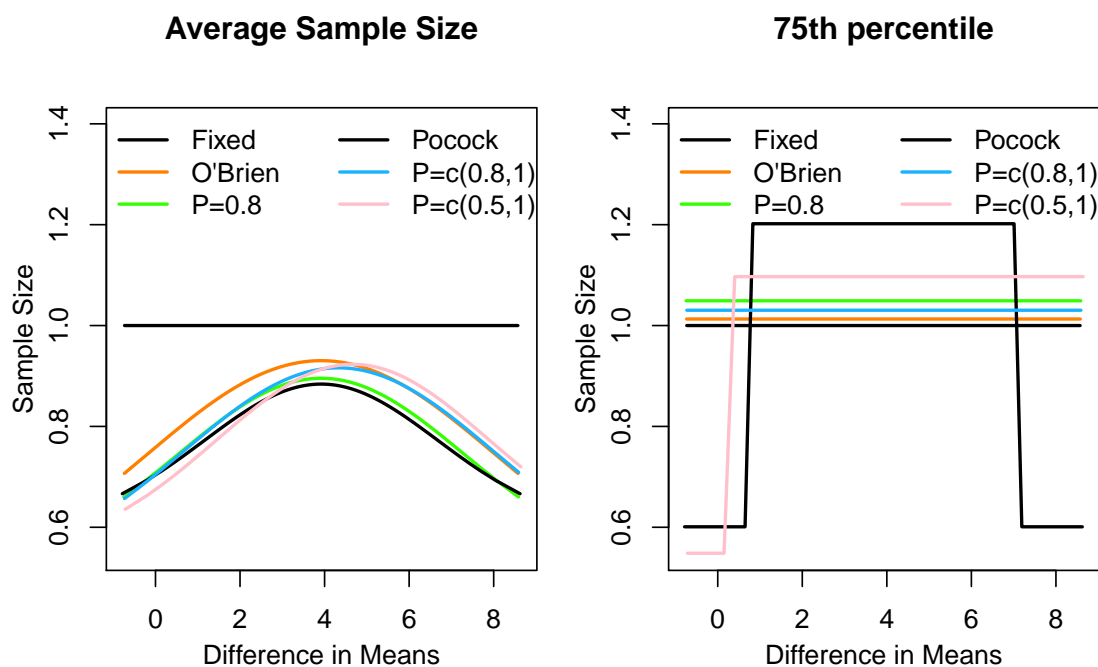 Average Sample Size
Fixed Pocock
O'Brien P=c(0.8,1)
P=0.8 P=c(0.5,1)
Sample Size
1.4
1.2
1.0
0.8
0.6
0 2 4 6 8
Difference in Means
75th percentile
Fixed Pocock
O'Brien P=c(0.8,1)
P=0.8 P=c(0.5,1)
Sample Size
1.4
1.2
1.0
0.8
0.6
0 2 4 6 8
Difference in Means